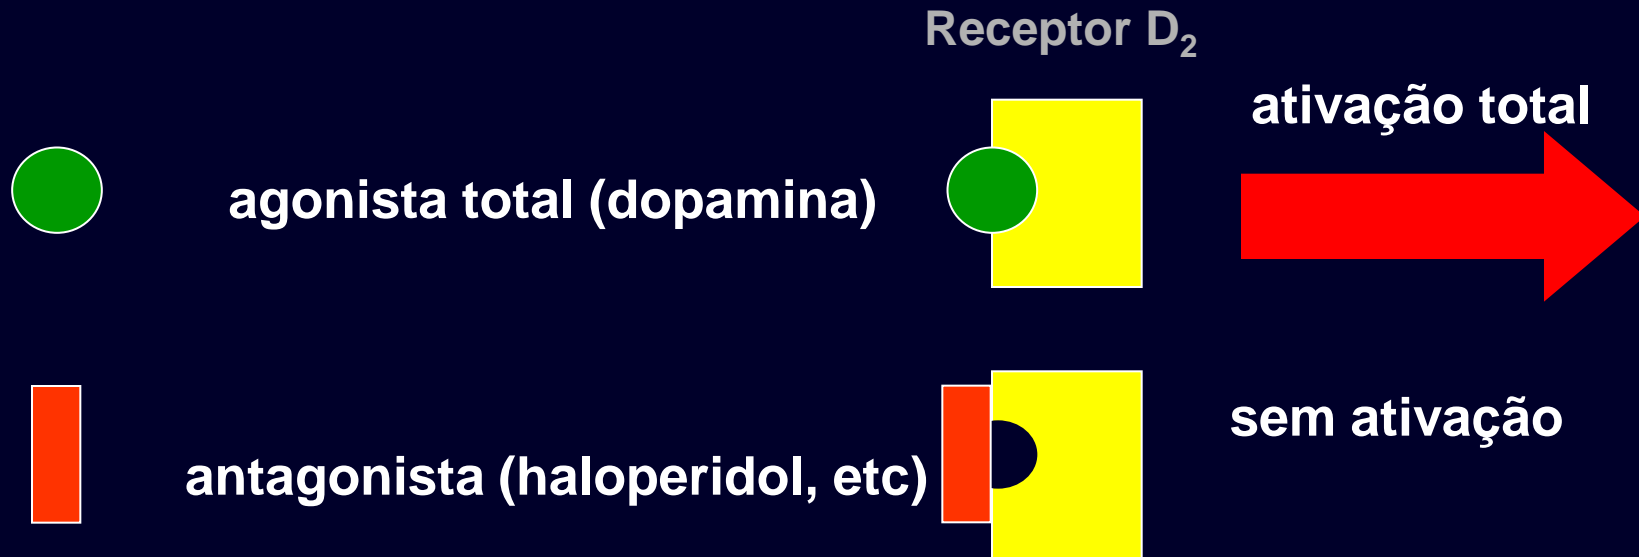 Receptor D₂
ativação total
agonista total (dopamina)
sem ativação
antagonista (haloperidol, etc)